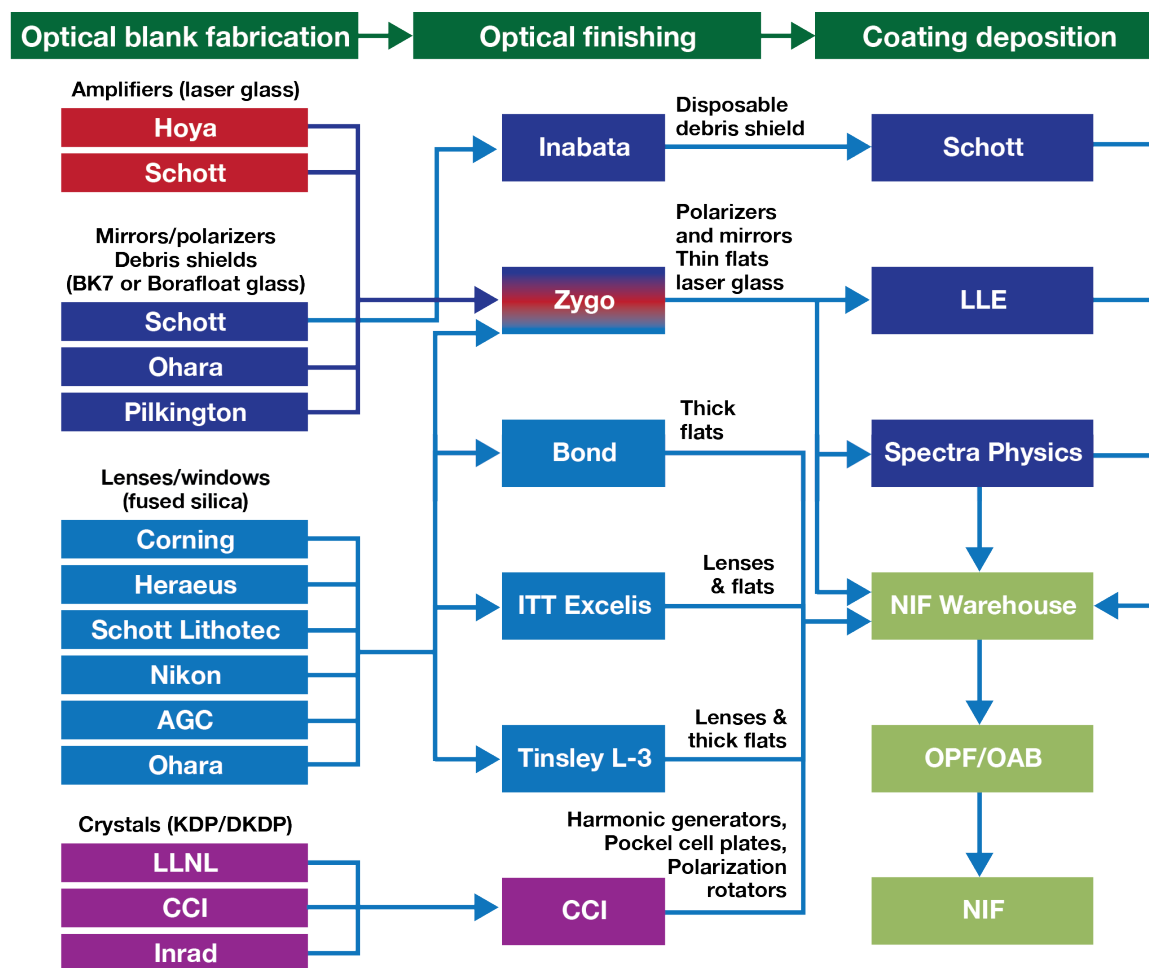 Optical blank fabrication
Optical finishing
Coating deposition
Amplifiers (laser glass)
Hoya
Schott
Mirrors/polarizers
Debris shields
(BK7 or Borafloat glass)
Schott
Ohara
Pilkington
Lenses/windows
(fused silica)
Corning
Heraeus
Schott Lithotec
Nikon
AGC
Ohara
Crystals (KDP/DKDP)
LLNL
CCI
Inrad
Inabata
Disposable
debris shield
Zygo
Polarizers
and mirrors
Thin flats
laser glass
Bond
Thick
flats
ITT Excelis
Lenses
& flats
Tinsley L-3
Lenses &
thick flats
CCI
Harmonic generators,
Pockel cell plates,
Polarization
rotators
Schott
LLE
Spectra Physics
NIF Warehouse
OPF/OAB
NIF